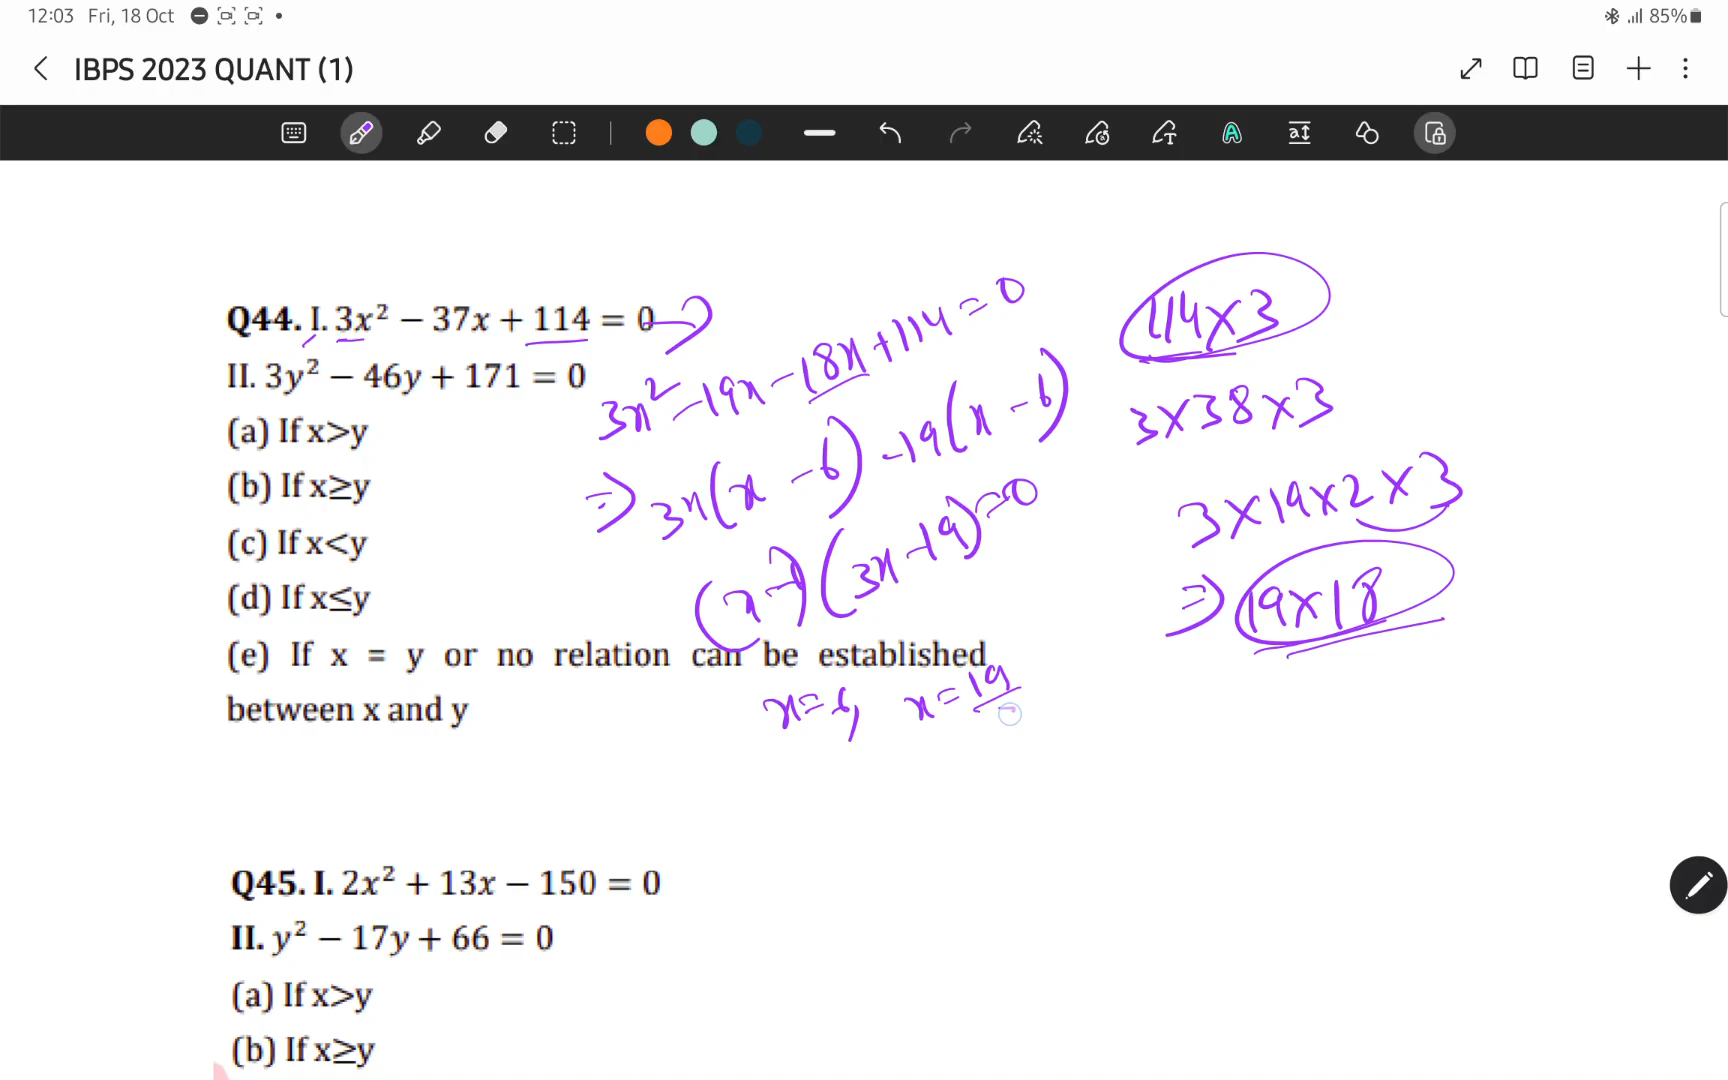 12:03 Fri, 18 Oct
85%
IBPS 2023 QUANT (1)
Q44. I. 3x² − 37x + 114 = 0
II. 3y² − 46y + 171 = 0
(a) If x>y
(b) If x≥y
(c) If x<y
(d) If x≤y
(e) If x = y or no relation can be established
between x and y
3x² − 19x − 18x + 114 = 0
⇒ 3x(x − 6) − 19(x − 6)
(3x − 19) = 0
x = 6, x = 19
114 × 3
3 × 38 × 3
3 × 19 × 2 × 3
⇒ 19 × 18
Q45. I. 2x² + 13x − 150 = 0
II. y² − 17y + 66 = 0
(a) If x>y
(b) If x≥y